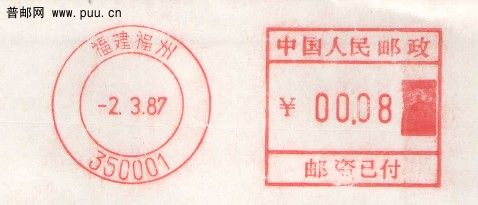 普邮网 www.puu.cn
福建福州
-2. 3.87
350001
中国人民邮政
¥ 00.08
邮资已付